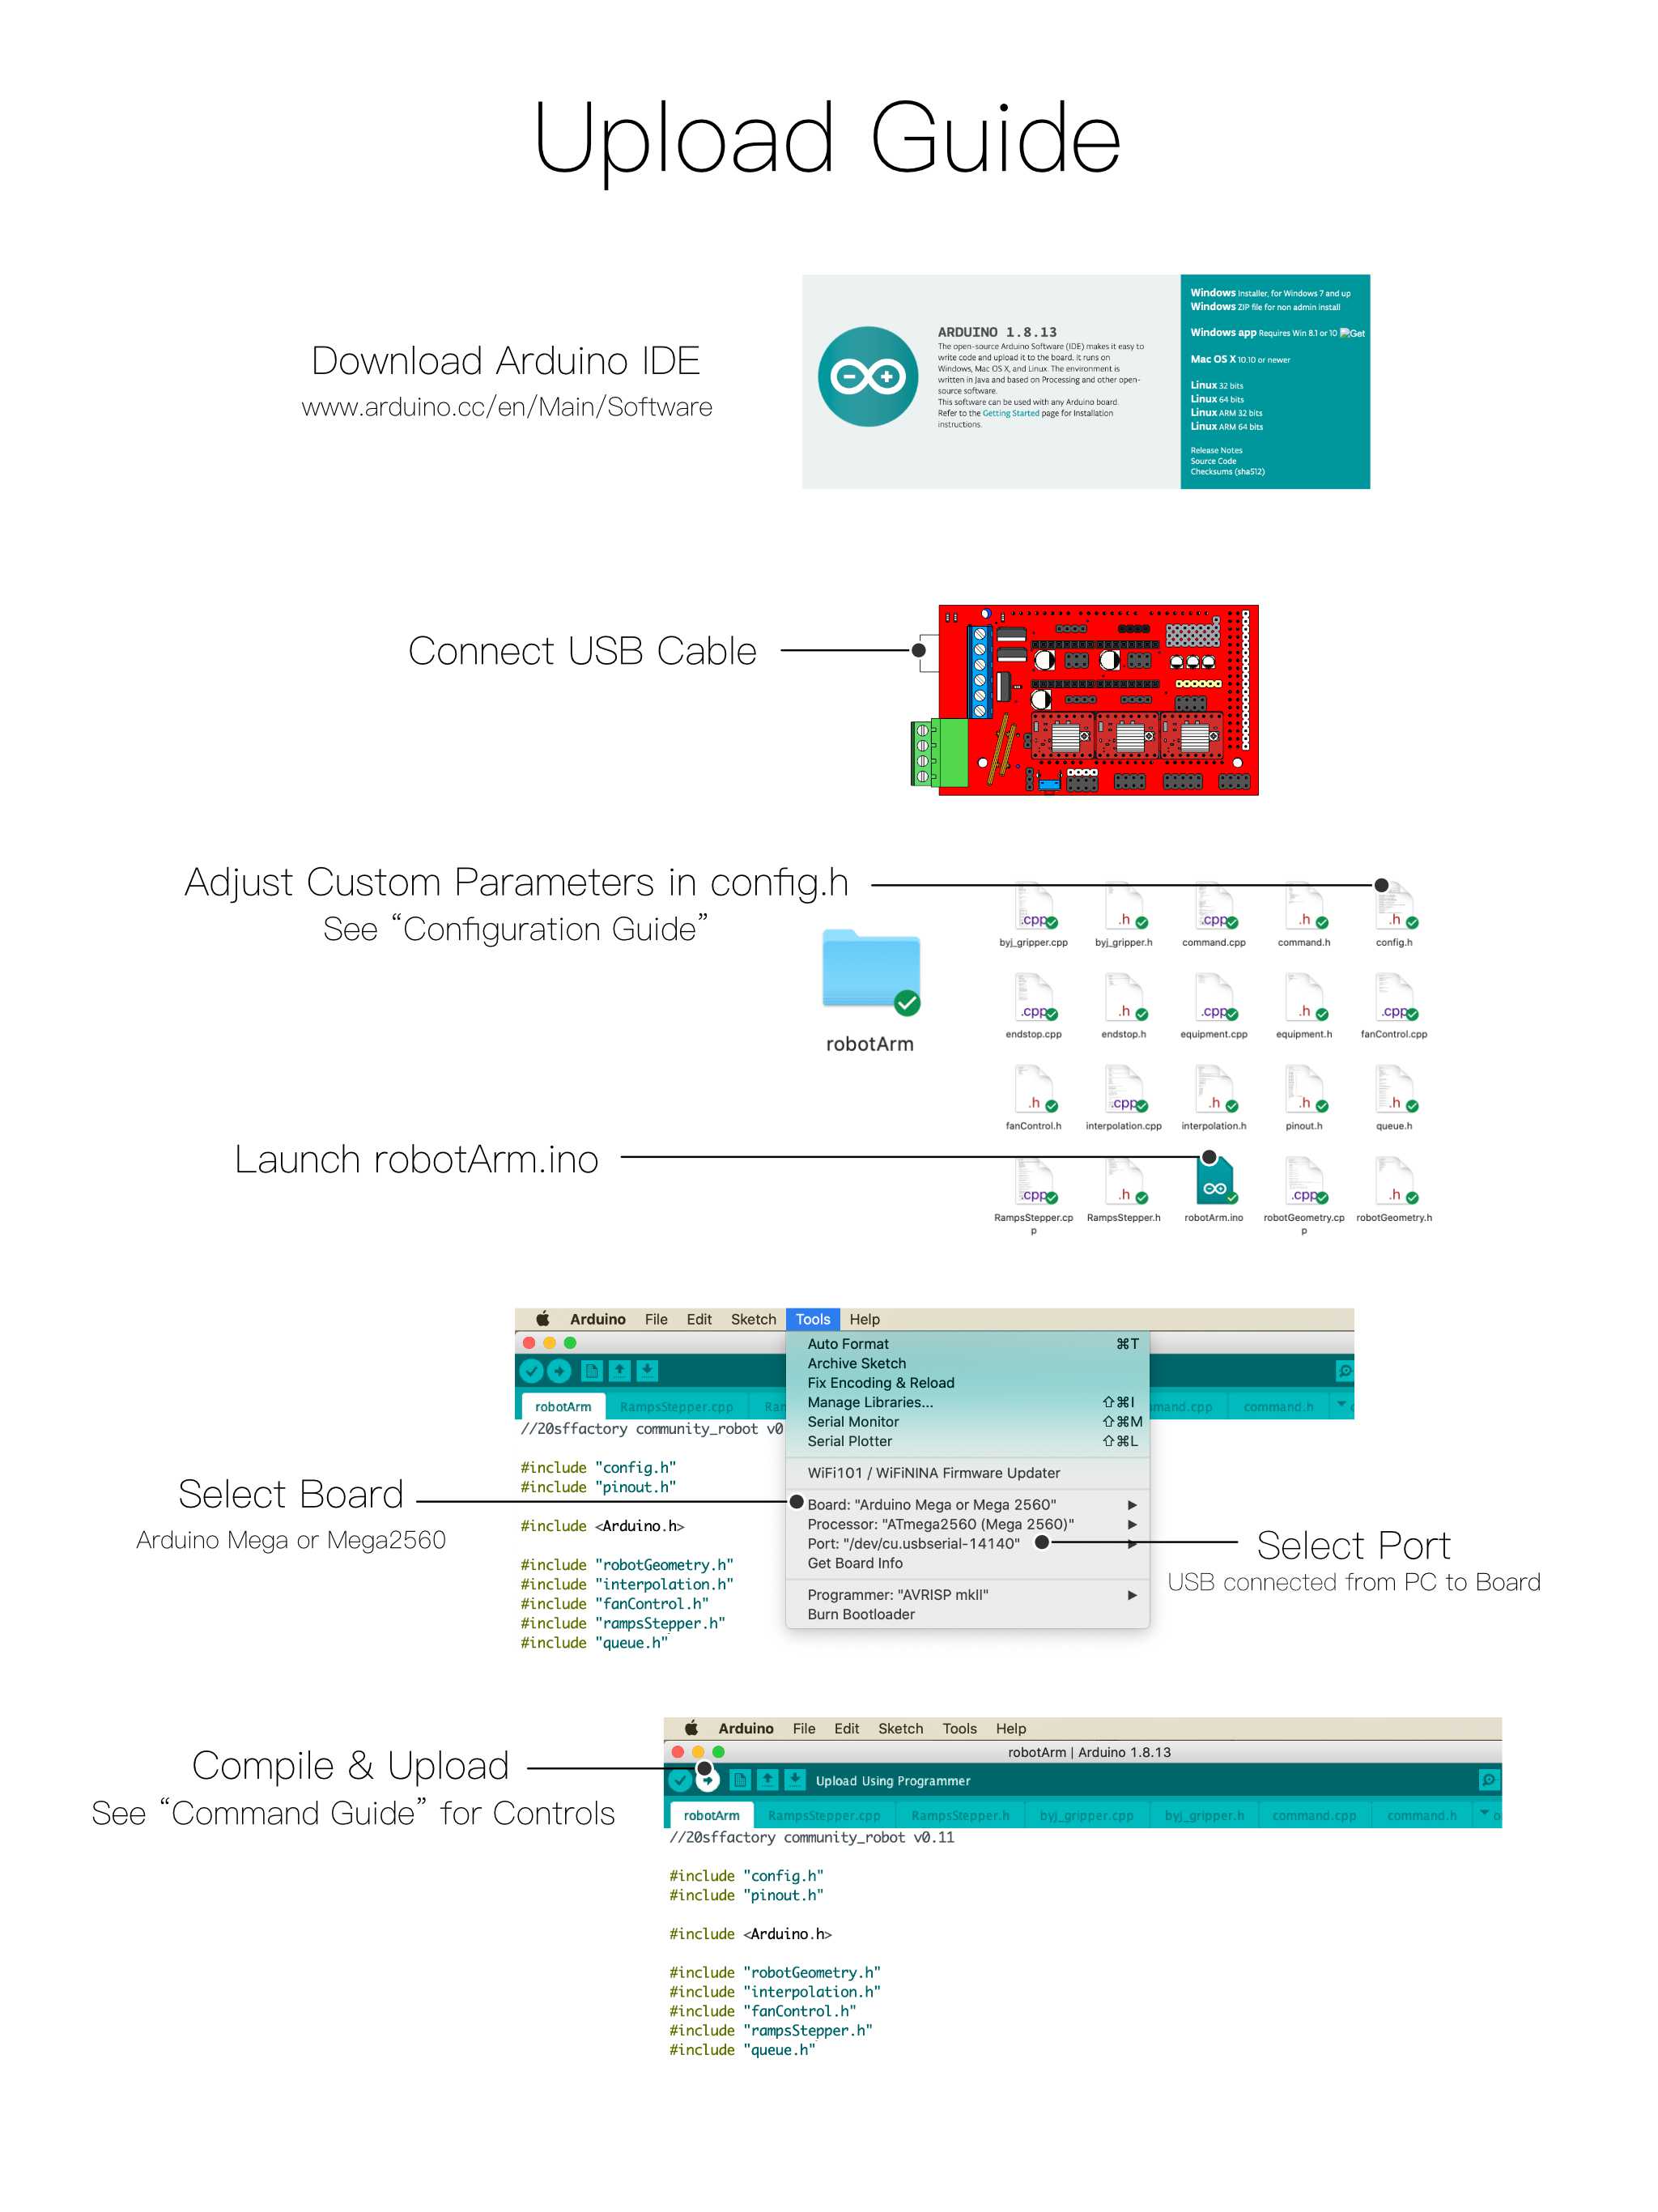 Upload Guide
Download Arduino IDE
www.arduino.cc/en/Main/Software
ARDUINO 1.8.13
The open-source Arduino Software (IDE) makes it easy to
write code and upload it to the board. It runs on
Windows, Mac OS X, and Linux. The environment is
written in Java and based on Processing and other open-
source software.
This software can be used with any Arduino board.
Refer to the Getting Started page for Installation
instructions.
Windows Installer, for Windows 7 and up
Windows ZIP file for non admin install
Windows app Requires Win 8.1 or 10 Get
Mac OS X 10.10 or newer
Linux 32 bits
Linux 64 bits
Linux ARM 32 bits
Linux ARM 64 bits
Release Notes
Source Code
Checksums (sha512)
Connect USB Cable
Adjust Custom Parameters in config.h
See “Configuration Guide”
robotArm
.cpp .h .cpp .h .h
byj_gripper.cpp byj_gripper.h command.cpp command.h config.h
.cpp .h .cpp .h .cpp
endstop.cpp endstop.h equipment.cpp equipment.h fanControl.cpp
.h .cpp .h .h .h
fanControl.h interpolation.cpp interpolation.h pinout.h queue.h
Launch robotArm.ino
.cpp .h .cpp .h
RampsStepper.cp RampsStepper.h robotArm.ino robotGeometry.cp robotGeometry.h
p p
Arduino File Edit Sketch Tools Help
robotArm RampsStepper.cpp Ran mmand.cpp command.h
//20sffactory community_robot v0
#include "config.h"
#include "pinout.h"
#include <Arduino.h>
#include "robotGeometry.h"
#include "interpolation.h"
#include "fanControl.h"
#include "rampsStepper.h"
#include "queue.h"
Auto Format ⌘T
Archive Sketch
Fix Encoding & Reload
Manage Libraries... ⇧⌘I
Serial Monitor ⇧⌘M
Serial Plotter ⇧⌘L
WiFi101 / WiFiNINA Firmware Updater
Board: "Arduino Mega or Mega 2560"
Processor: "ATmega2560 (Mega 2560)"
Port: "/dev/cu.usbserial-14140"
Get Board Info
Programmer: "AVRISP mkII"
Burn Bootloader
Select Board
Arduino Mega or Mega2560
Select Port
USB connected from PC to Board
Compile & Upload
See “Command Guide” for Controls
Arduino File Edit Sketch Tools Help
robotArm | Arduino 1.8.13
Upload Using Programmer
robotArm RampsStepper.cpp RampsStepper.h byj_gripper.cpp byj_gripper.h command.cpp command.h
//20sffactory community_robot v0.11
#include "config.h"
#include "pinout.h"
#include <Arduino.h>
#include "robotGeometry.h"
#include "interpolation.h"
#include "fanControl.h"
#include "rampsStepper.h"
#include "queue.h"